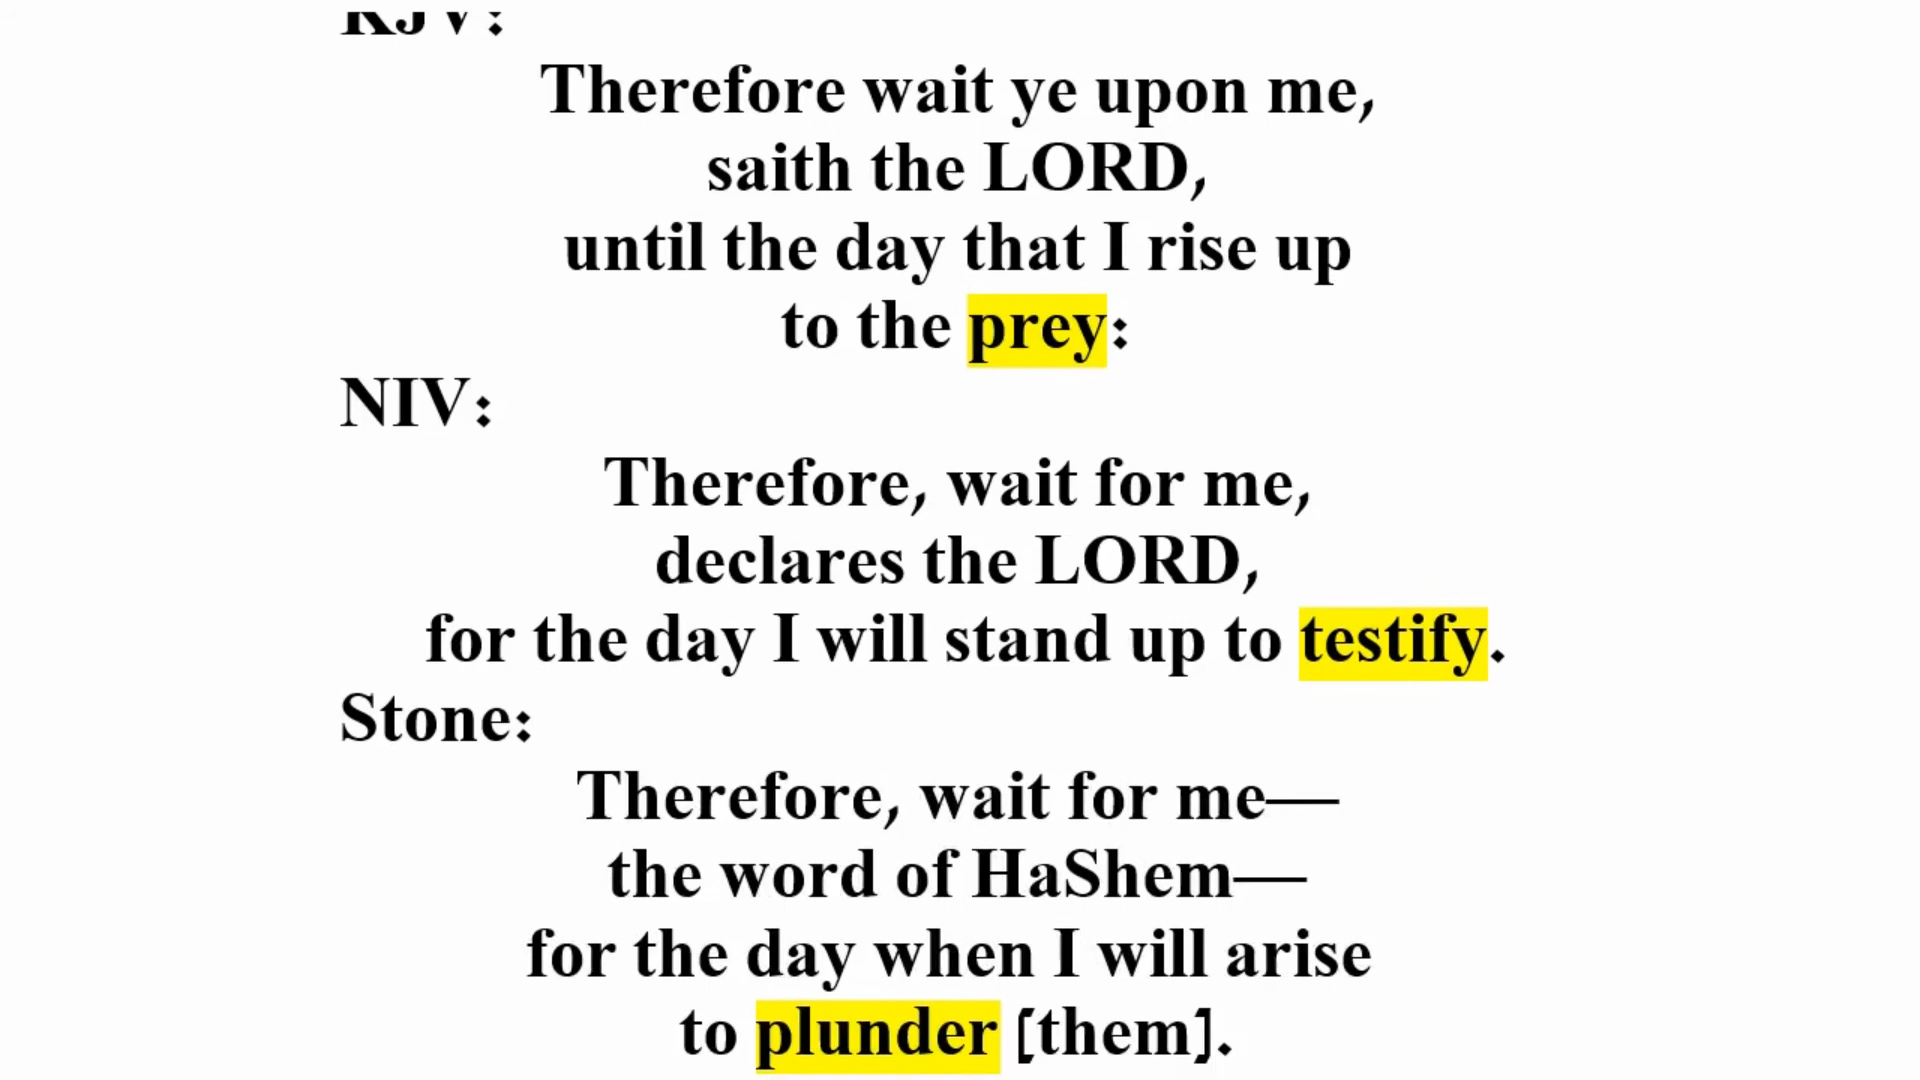 KJV:
Therefore wait ye upon me,
saith the LORD,
until the day that I rise up
to the prey:
NIV:
Therefore, wait for me,
declares the LORD,
for the day I will stand up to testify.
Stone:
Therefore, wait for me—
the word of HaShem—
for the day when I will arise
to plunder [them].